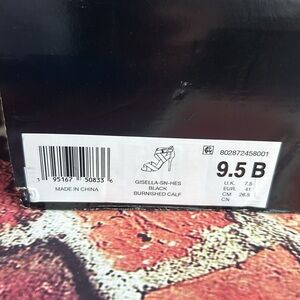 802872458001
9.5 B
U.K. 7.5
EUR. 41
CM. 26.5
CN
1 95167 50833 6
MADE IN CHINA
GISELLA-SN-HES
BLACK
BURNISHED CALF